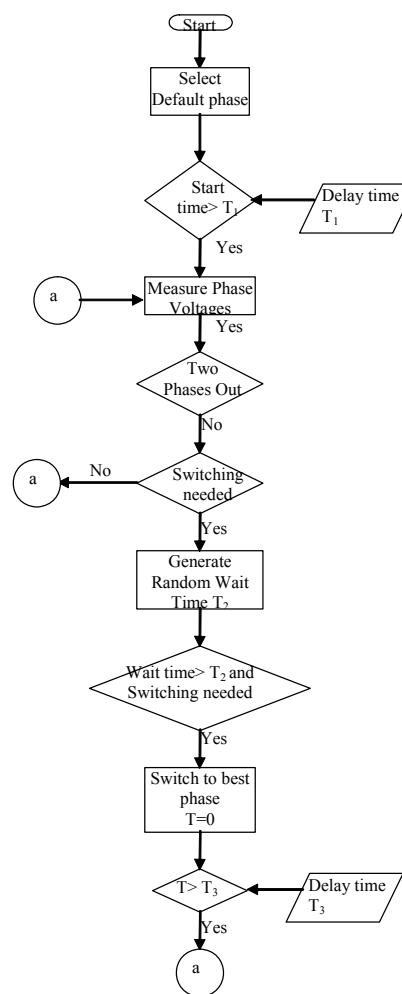 Start
Select
Default phase
Start
time> T₁
Delay time
T₁
Yes
a
Measure Phase
Voltages
Yes
Two
Phases Out
No
a
No
Switching
needed
Yes
Generate
Random Wait
Time T₂
Wait time> T₂ and
Switching needed
Yes
Switch to best
phase
T=0
T> T₃
Delay time
T₃
Yes
a